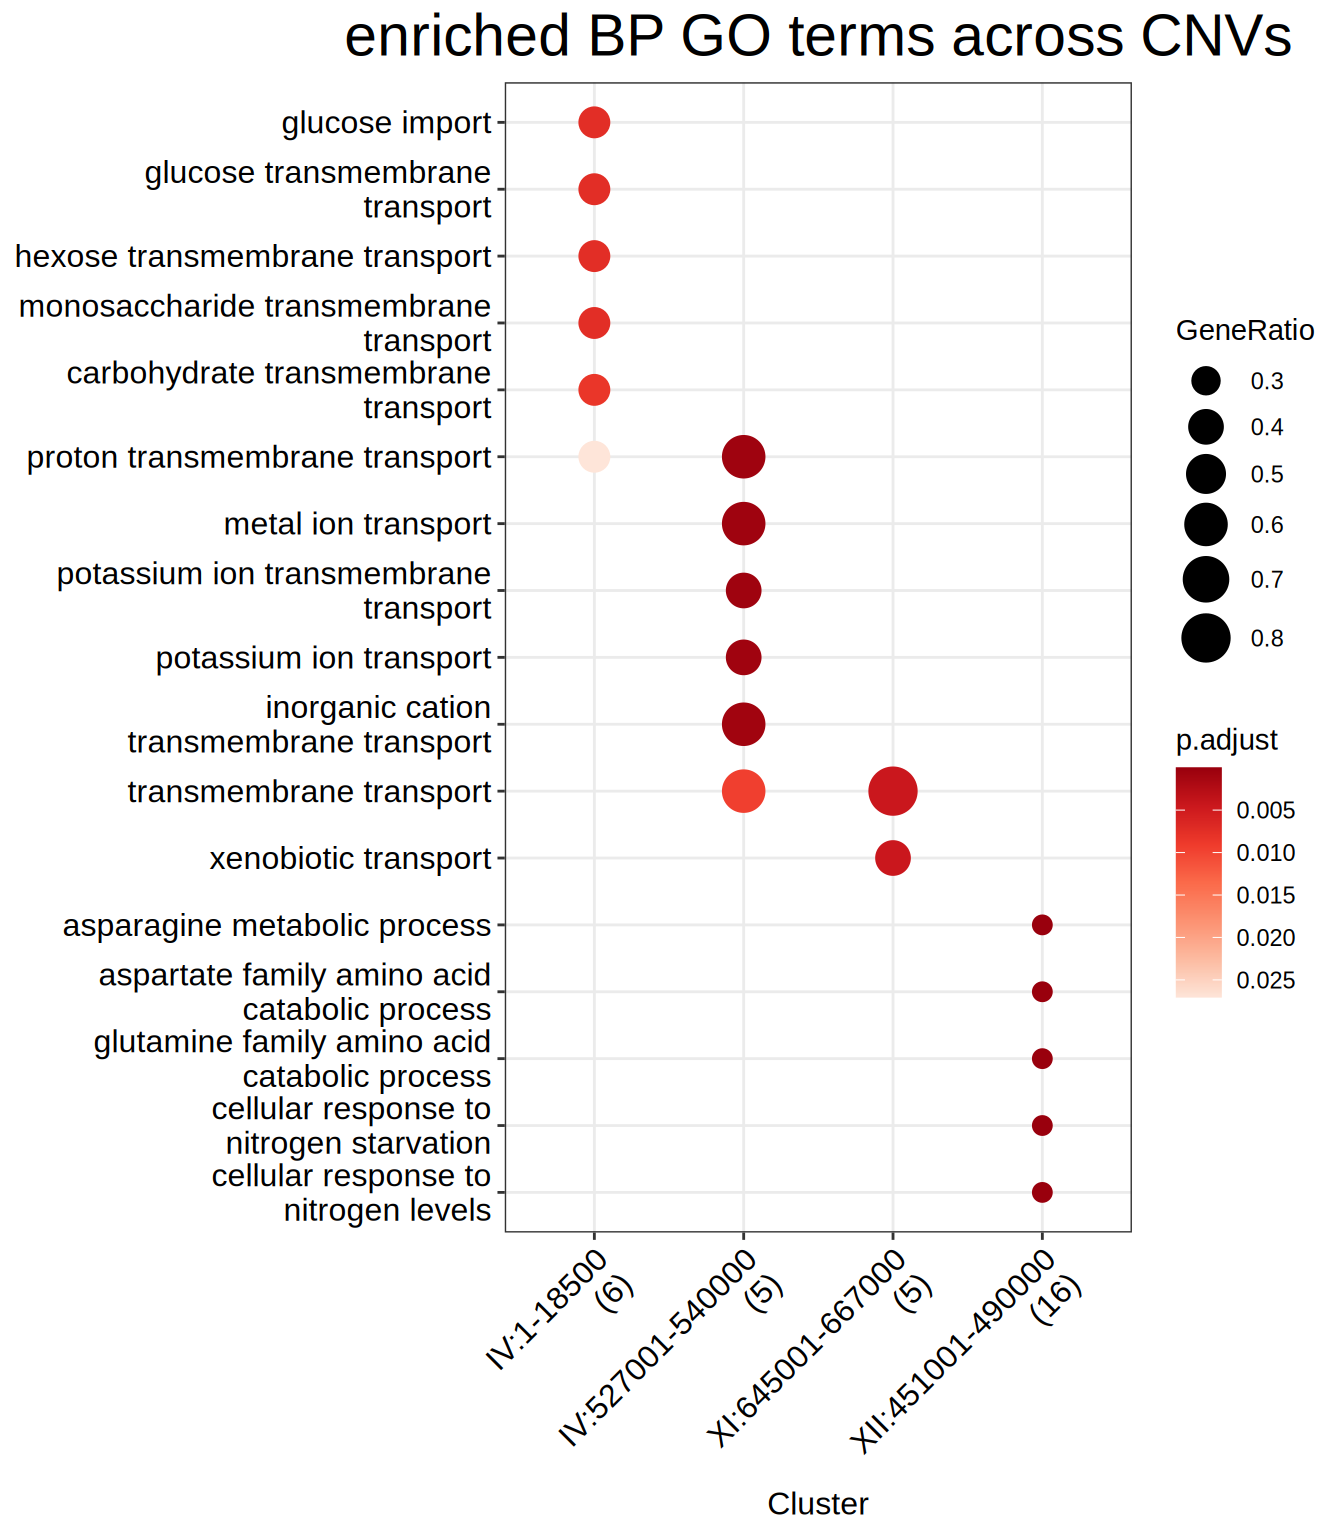 enriched BP GO terms across CNVs
glucose import
glucose transmembrane
transport
hexose transmembrane transport
monosaccharide transmembrane
transport
carbohydrate transmembrane
transport
proton transmembrane transport
metal ion transport
potassium ion transmembrane
transport
potassium ion transport
inorganic cation
transmembrane transport
transmembrane transport
xenobiotic transport
asparagine metabolic process
aspartate family amino acid
catabolic process
glutamine family amino acid
catabolic process
cellular response to
nitrogen starvation
cellular response to
nitrogen levels
IV:1-18500
(6)
IV:527001-540000
(5)
XI:645001-667000
(5)
XII:451001-490000
(16)
Cluster
GeneRatio
0.3
0.4
0.5
0.6
0.7
0.8
p.adjust
0.005
0.010
0.015
0.020
0.025